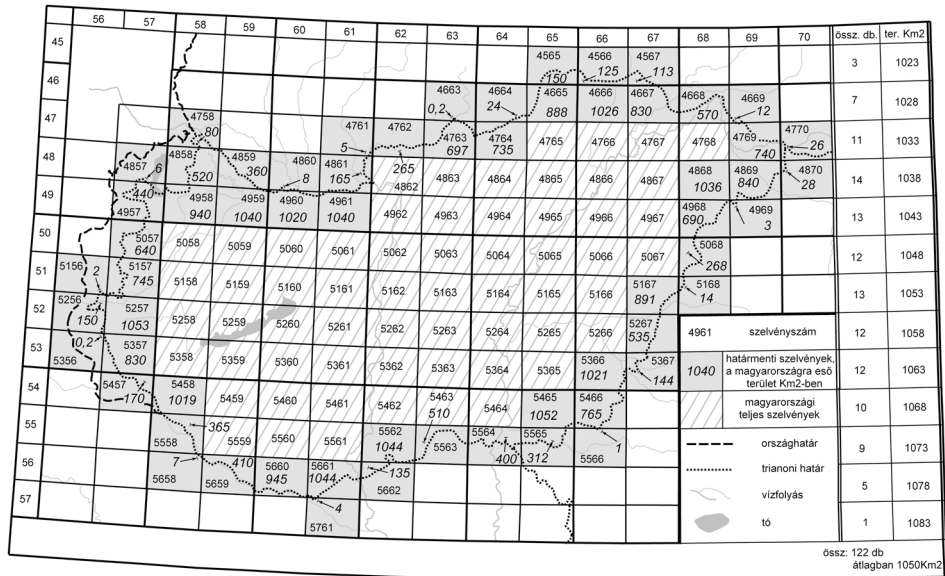 56 57 58 59 60 61 62 63 64 65 66 67 68 69 70 össz. db. ter. Km2
45 4565 4566 4567 3 1023
150 125 113
46 4663 4664 4665 4666 4667 4668 4669 7 1028
0,2 24 888 1026 830 570 12
47 4758 4761 4762 4763 4764 4765 4766 4767 4768 4769 4770 11 1033
80 5 265 697 735 740 26
48 4857 4858 4859 4860 4861 4862 4863 4864 4865 4866 4867 4868 4869 4870 14 1038
6 520 360 8 165 1036 840 28
49 4957 4958 4959 4960 4961 4962 4963 4964 4965 4966 4967 4968 4969 13 1043
440 940 1040 1020 1040 690 3
50 5057 5058 5059 5060 5061 5062 5063 5064 5065 5066 5067 5068 12 1048
640 268
51 5156 5157 5158 5159 5160 5161 5162 5163 5164 5165 5166 5167 5168 13 1053
2 745 891 14
52 5256 5257 5258 5259 5260 5261 5262 5263 5264 5265 5266 5267 12 1058
150 1053 535
53 5356 5357 5358 5359 5360 5361 5362 5363 5364 5365 5366 5367 12 1063
0,2 830 1021 144
54 5457 5458 5459 5460 5461 5462 5463 5464 5465 5466 10 1068
170 1019 510 1052 765
55 5558 5559 5560 5561 5562 5563 5564 5565 5566 9 1073
365 410 1044 400 312 1
56 5658 5659 5660 5661 5662 5 1078
7 945 1044 135
57 5761 1 1083
4
4961 szelvényszám
1040 határmenti szelvények,
a magyarországra eső
terület Km2-ben
magyarországi
teljes szelvények
országhatár
trianoni határ
vízfolyás
tó
össz: 122 db
átlagban 1050Km2